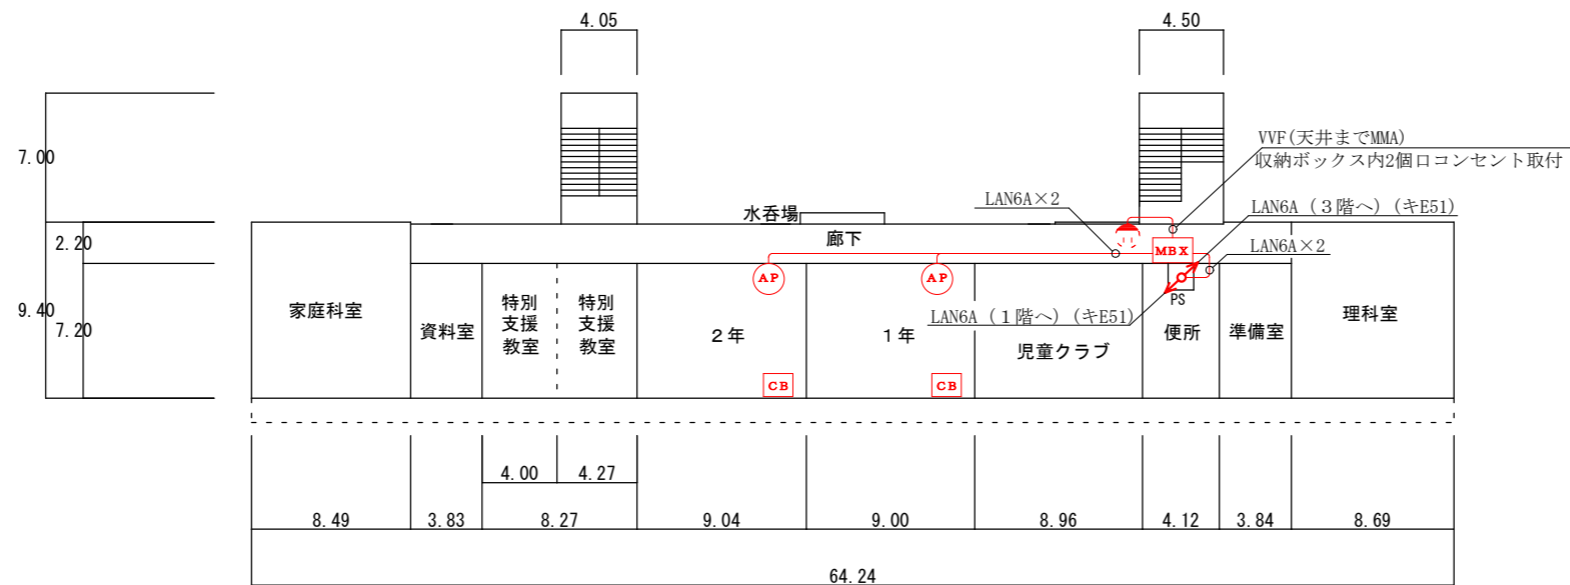 4.05
4.50
VVF(天井までMMA)
収納ボックス内2個口コンセント取付
7.00
LAN6A×2
LAN6A（３階へ）(キE51)
水呑場
廊下
2.20
MBX
LAN6A×2
AP
AP
PS
9.40
7.20
家庭科室
資料室
特別
支援
教室
特別
支援
教室
２年
１年
LAN6A（１階へ）(キE51)
児童クラブ
便所
準備室
理科室
CB
CB
4.00
4.27
8.49
3.83
8.27
9.04
9.00
8.96
4.12
3.84
8.69
64.24